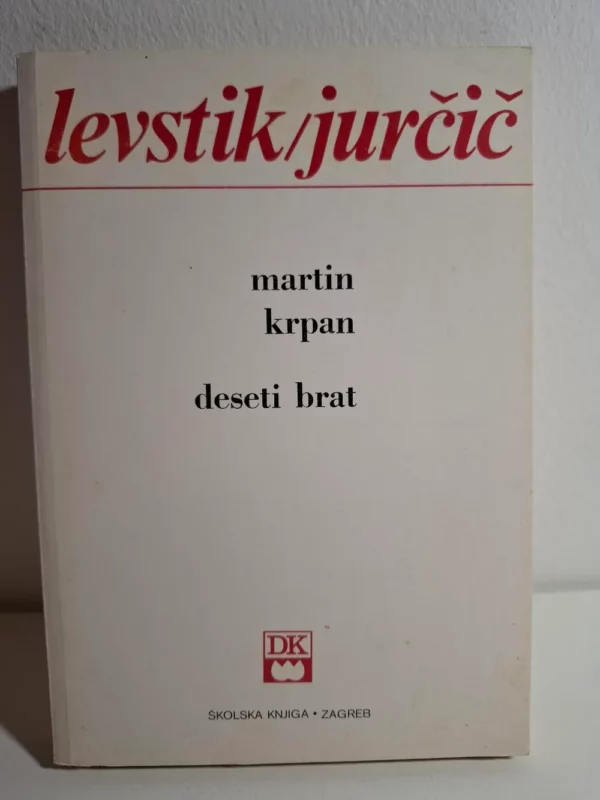 levstik/jurčič
martin
krpan
deseti brat
DK
ŠKOLSKA KNJIGA • ZAGREB